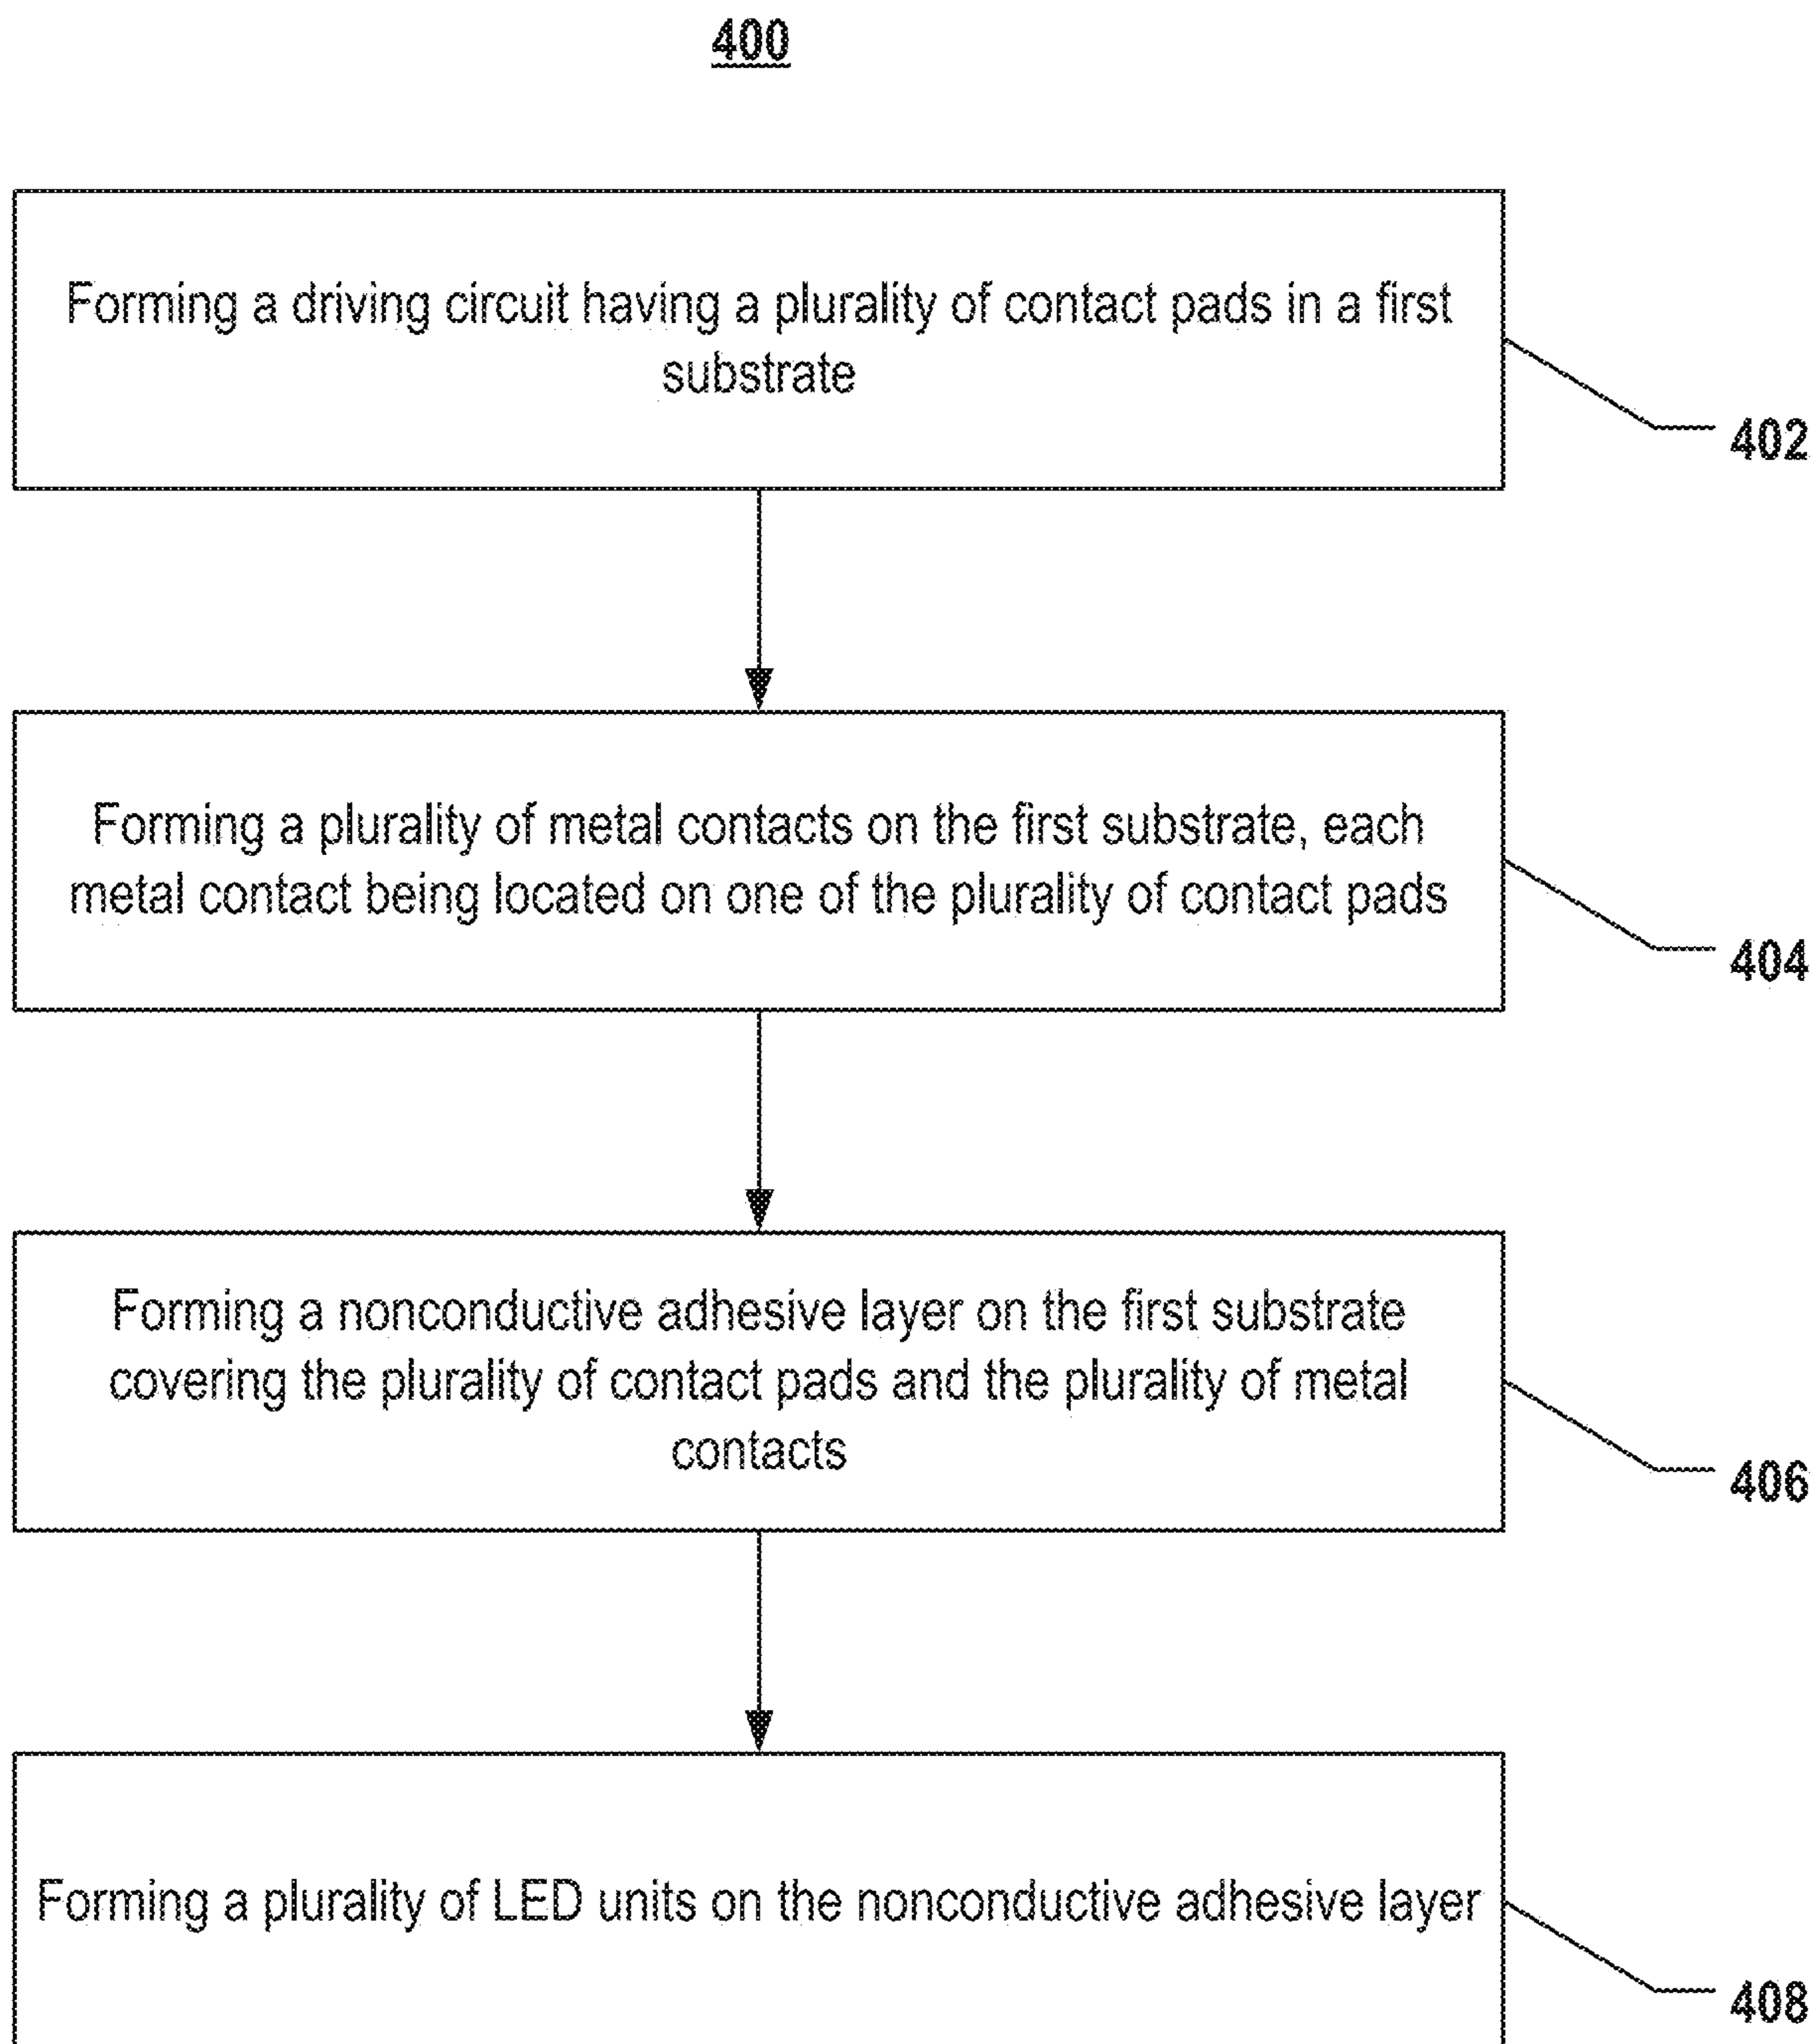 400
Forming a driving circuit having a plurality of contact pads in a first
substrate
402
Forming a plurality of metal contacts on the first substrate, each
metal contact being located on one of the plurality of contact pads
404
Forming a nonconductive adhesive layer on the first substrate
covering the plurality of contact pads and the plurality of metal
contacts
406
Forming a plurality of LED units on the nonconductive adhesive layer
408